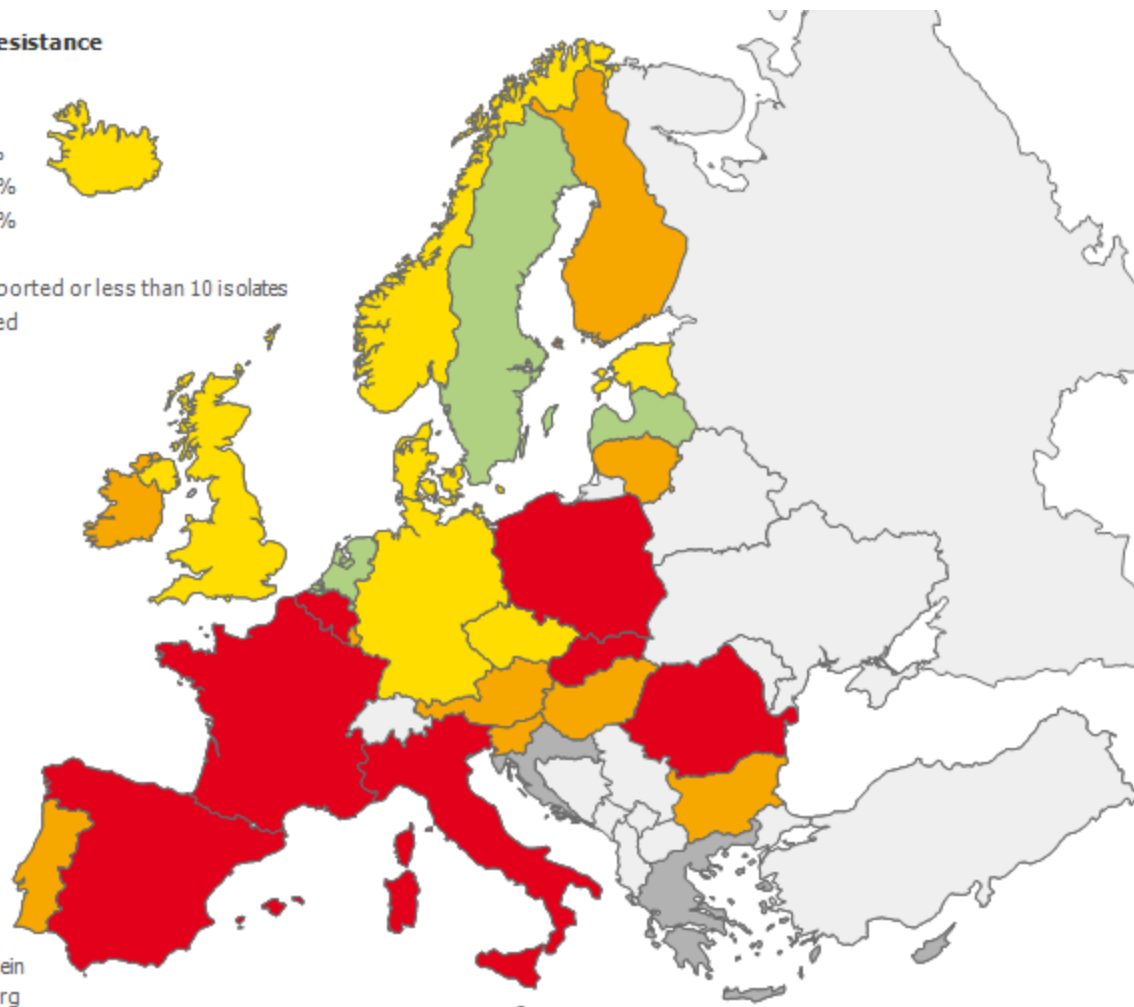 esistance
%
%
%
ported or less than 10 isolates
ed
ein
rg